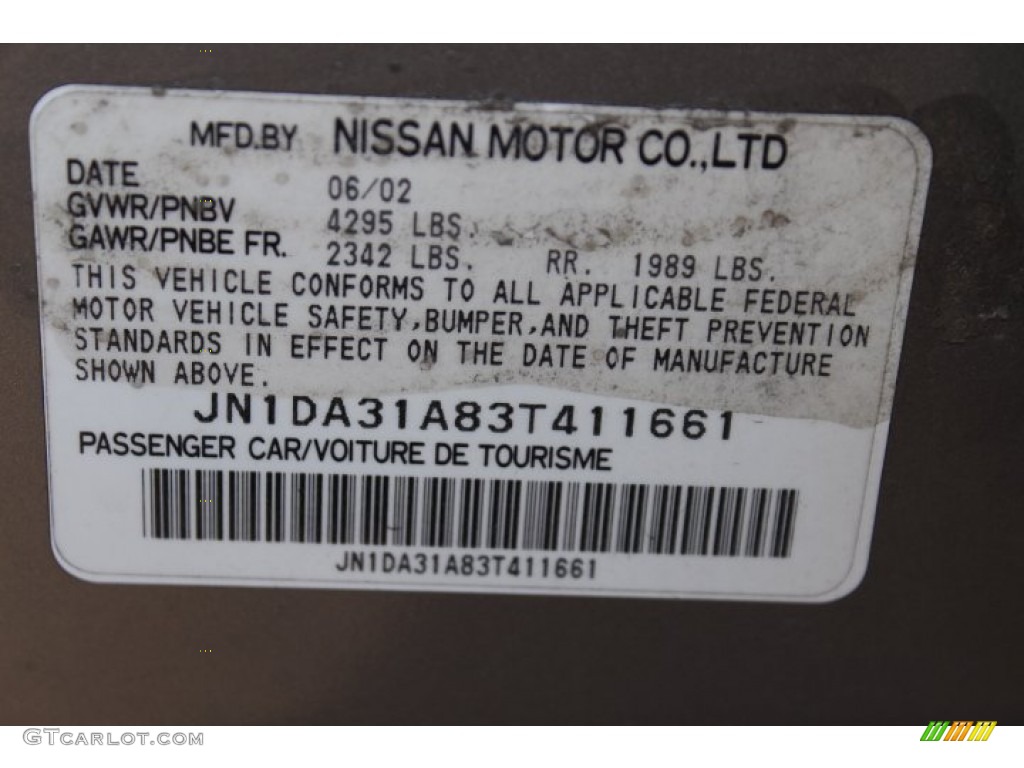 MFD.BY NISSAN MOTOR CO.,LTD
DATE 06/02
GVWR/PNBV 4295 LBS.
GAWR/PNBE FR. 2342 LBS. RR. 1989 LBS.
THIS VEHICLE CONFORMS TO ALL APPLICABLE FEDERAL
MOTOR VEHICLE SAFETY,BUMPER,AND THEFT PREVENTION
STANDARDS IN EFFECT ON THE DATE OF MANUFACTURE
SHOWN ABOVE.
JN1DA31A83T411661
PASSENGER CAR/VOITURE DE TOURISME
JN1DA31A83T411661
GTCARLOT.COM